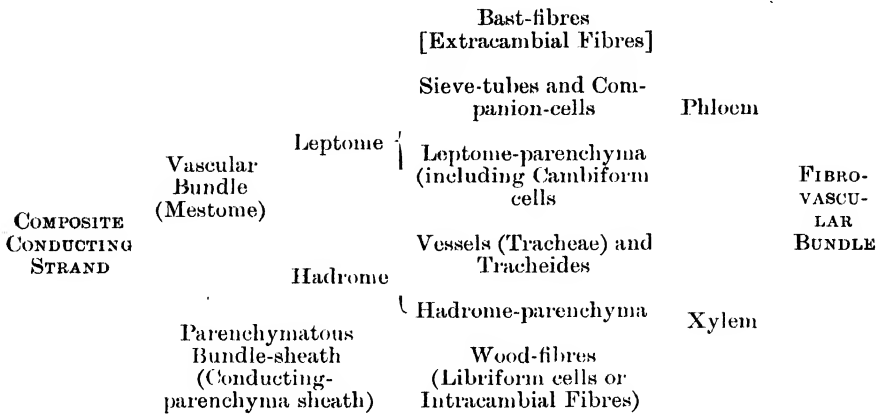 Bast-fibres
[Extracambial Fibres]
Sieve-tubes and Com-
panion-cells
Phloem
Leptome
Leptome-parenchyma
(including Cambiform
cells
Vascular
Bundle
(Mestome)
Fibro-
vascu-
lar
Bundle
Composite
Conducting
Strand
Vessels (Tracheae) and
Tracheides
Hadrome
Hadrome-parenchyma
Xylem
Parenchymatous
Bundle-sheath
(Conducting-
parenchyma sheath)
Wood-fibres
(Libriform cells or
Intracambial Fibres)